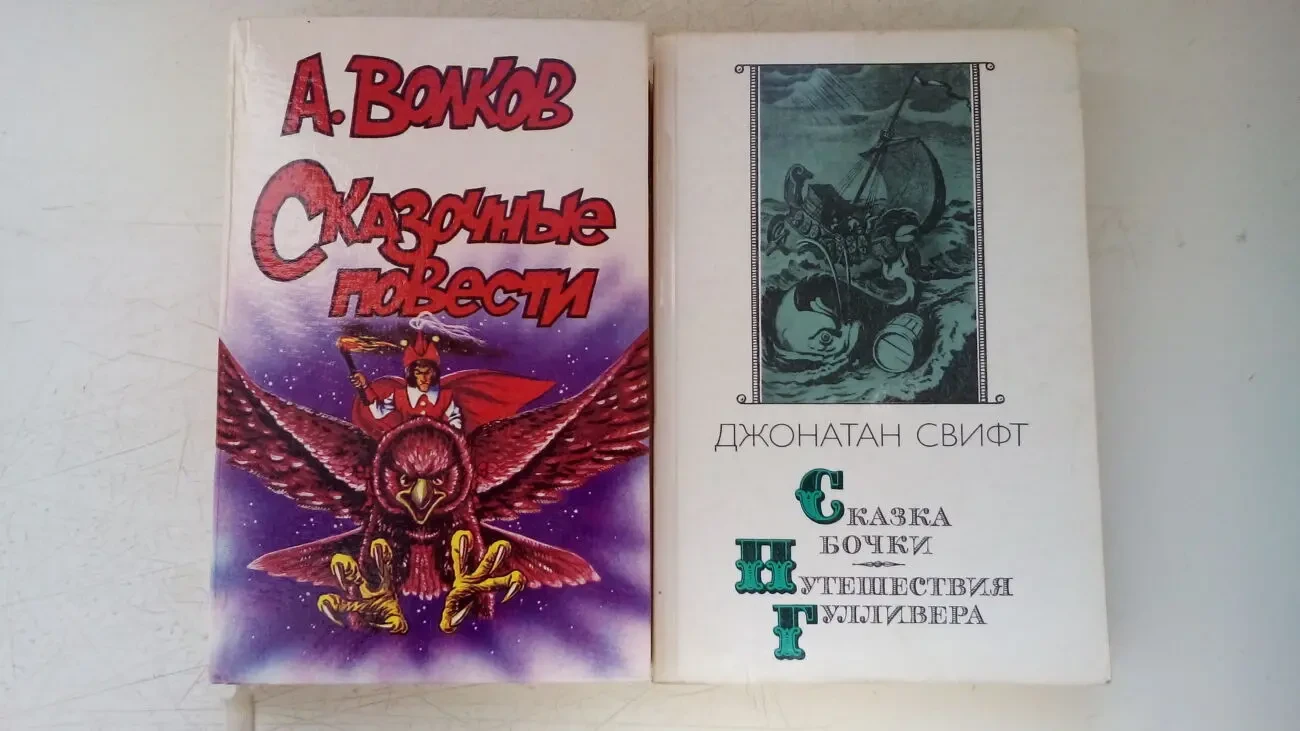 А. Волков
Сказочные
повести
ДЖОНАТАН СВИФТ
СКАЗКА
БОЧКИ
ПУТЕШЕСТВИЯ
ГУЛЛИВЕРА